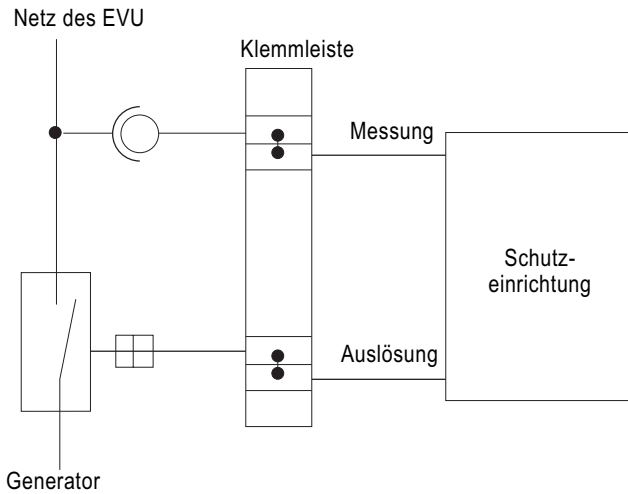 Netz des EVU
Klemmleiste
Messung
Schutz-
einrichtung
Auslösung
Generator